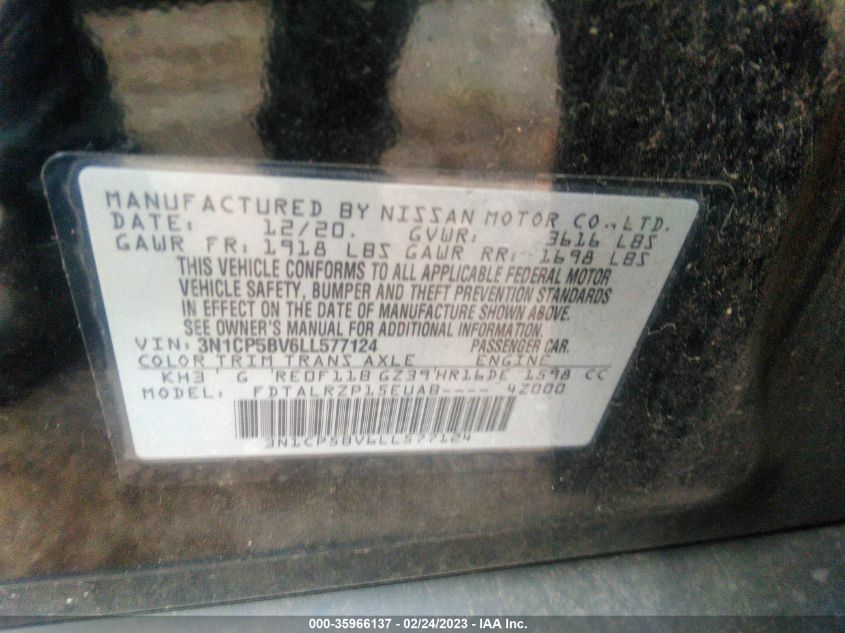 MANUFACTURED BY NISSAN MOTOR CO.,LTD.
DATE: 12/20. GVWR: 3616 LBS
GAWR FR: 1918 LBS GAWR RR: 1698 LBS
THIS VEHICLE CONFORMS TO ALL APPLICABLE FEDERAL MOTOR
VEHICLE SAFETY, BUMPER AND THEFT PREVENTION STANDARDS
IN EFFECT ON THE DATE OF MANUFACTURE SHOWN ABOVE.
SEE OWNER'S MANUAL FOR ADDITIONAL INFORMATION.
VIN: 3N1CP5BV6LL577124 PASSENGER CAR.
COLOR TRIM TRANS AXLE ENGINE
KH3 G RE0F11B GZ39 HR16DE 1598 CC
MODEL: FDTALRZP15EUAB---- 42000
3N1CP5BV6LL577124
000-35966137 - 02/24/2023 - IAA Inc.